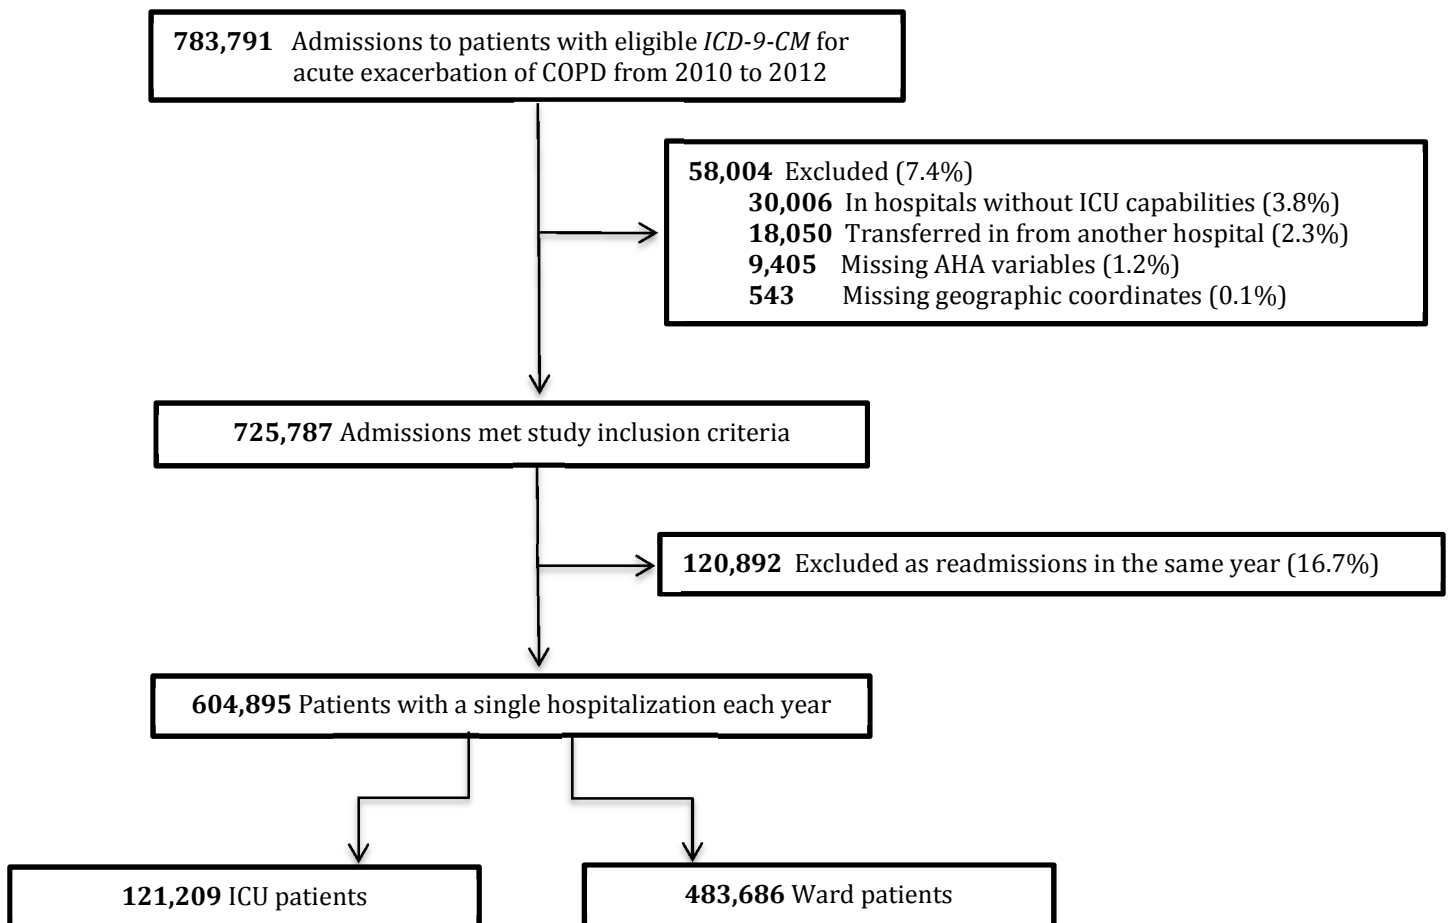 783,791 Admissions to patients with eligible ICD-9-CM for
acute exacerbation of COPD from 2010 to 2012
58,004 Excluded (7.4%)
30,006 In hospitals without ICU capabilities (3.8%)
18,050 Transferred in from another hospital (2.3%)
9,405 Missing AHA variables (1.2%)
543 Missing geographic coordinates (0.1%)
725,787 Admissions met study inclusion criteria
120,892 Excluded as readmissions in the same year (16.7%)
604,895 Patients with a single hospitalization each year
121,209 ICU patients
483,686 Ward patients